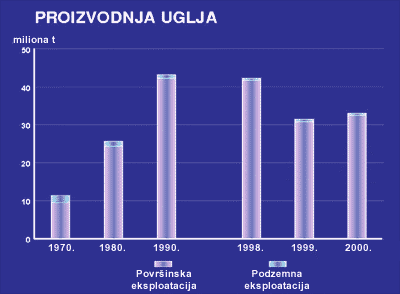 PROIZVODNJA UGLJA
miliona t
50
40
30
20
10
0
1970. 1980. 1990. 1998. 1999. 2000.
Površinska Podzemna
eksploatacija eksploatacija